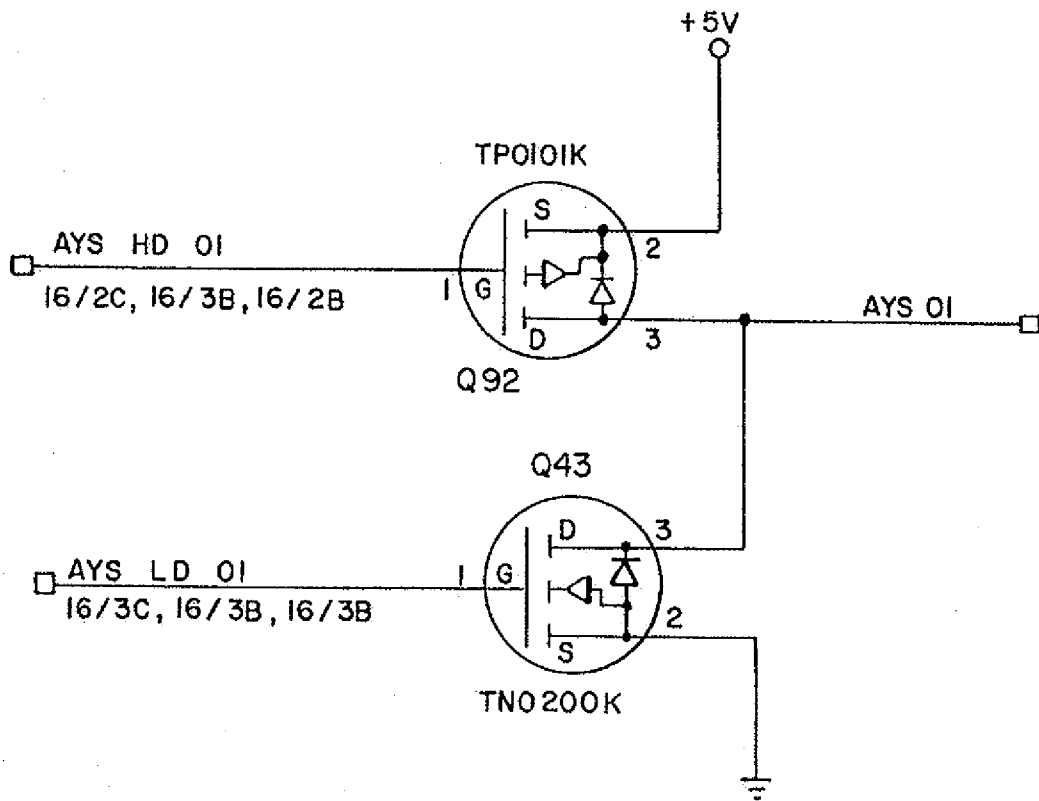 +5V
TP0101K
S
AYS HD 01
2
16/2C, 16/3B, 16/2B
1
G
AYS 01
D
3
Q92
Q43
D
3
AYS LD 01
1
G
16/3C, 16/3B, 16/3B
2
S
TN0200K